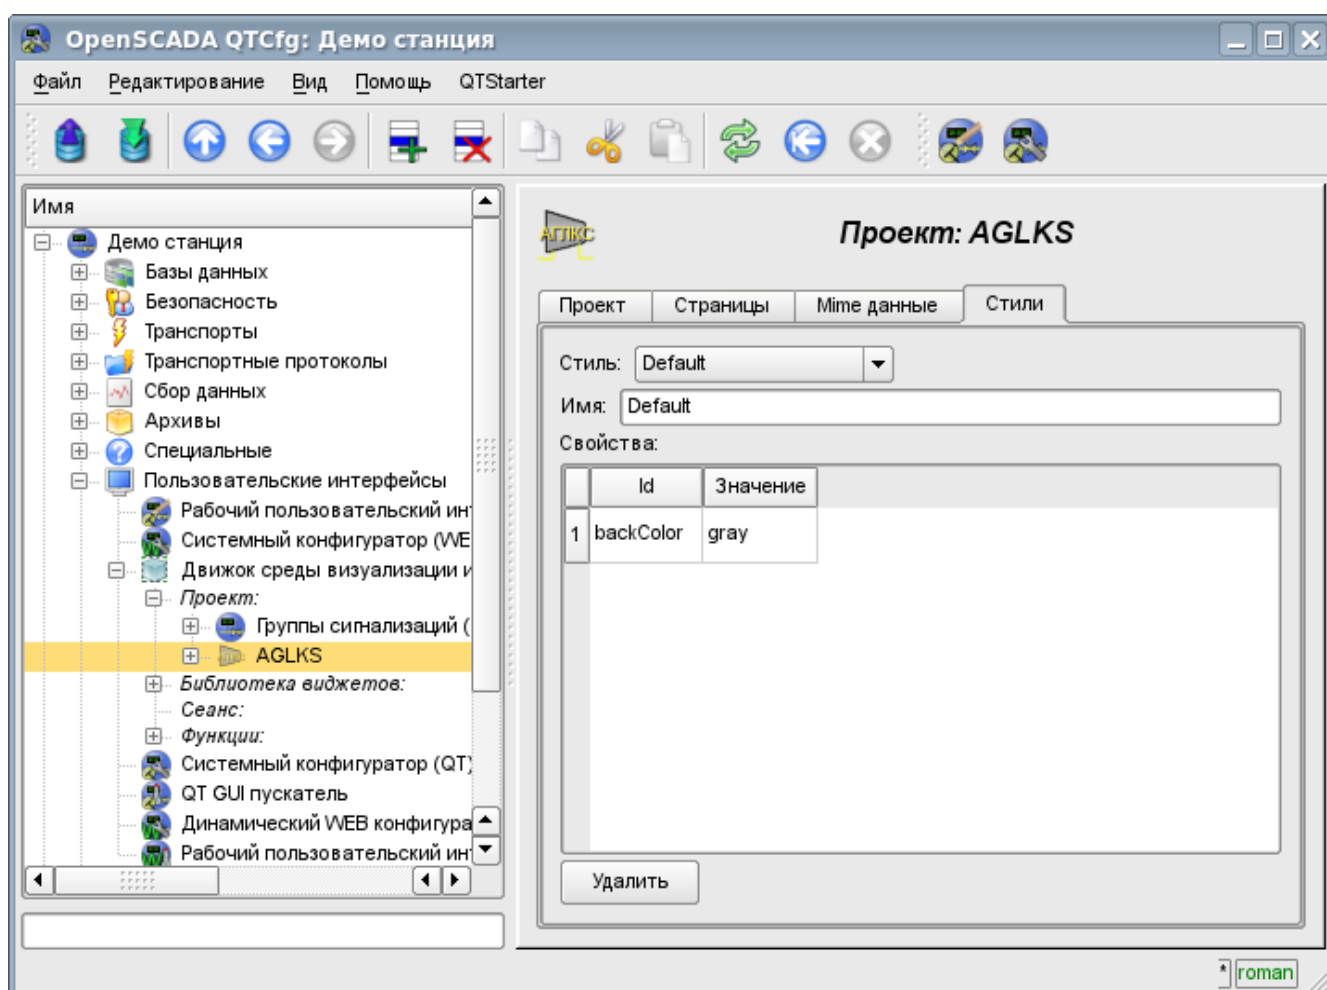 OpenSCADA QTCfg: Демо станция
Файл Редактирование Вид Помощь QTStarter
Имя
Демо станция
Базы данных
Безопасность
Транспорты
Транспортные протоколы
Сбор данных
Архивы
Специальные
Пользовательские интерфейсы
Рабочий пользовательский ин
Системный конфигуратор (WE
Движок среды визуализации и
Проект:
Группы сигнализаций (
AGLKS
Библиотека виджетов:
Сеанс:
Функции:
Системный конфигуратор (QT)
QT GUI пускатель
Динамический WEB конфигура
Рабочий пользовательский ин
АГЛКС
Проект: AGLKS
Проект Страницы Mime данные Стили
Стиль: Default
Имя: Default
Свойства:
Id Значение
1 backColor gray
Удалить
* roman